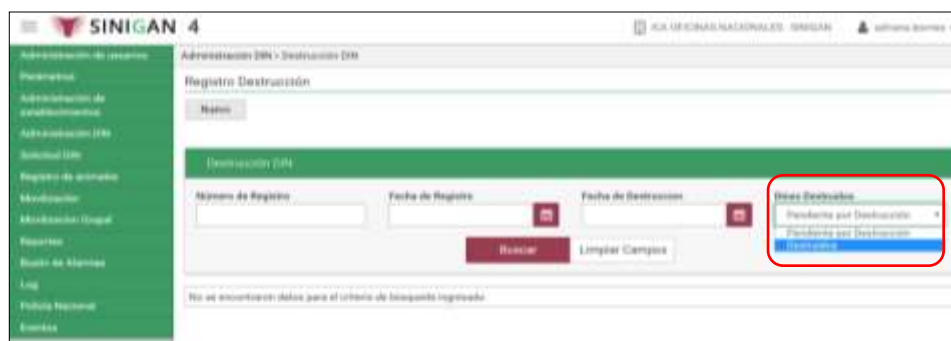 SINIGAN 4
ICA OFICINAS NACIONALES - SINIGAN
Administración de usuarios
Parámetros
Administración de
establecimientos
Administración DIN
Solicitud DIN
Registro de animales
Movilización
Movilización Grupal
Reportes
Buzón de Alarmas
Log
Policía Nacional
Eventos
Administración DIN > Destrucción DIN
Registro Destrucción
Nuevo
Destrucción DIN
Número de Registro
Fecha de Registro
Fecha de Destrucción
Dines Destruidos
Pendiente por Destrucción
Pendiente por Destrucción
Destruidos
Buscar
Limpiar Campos
No se encontraron datos para el criterio de búsqueda ingresado